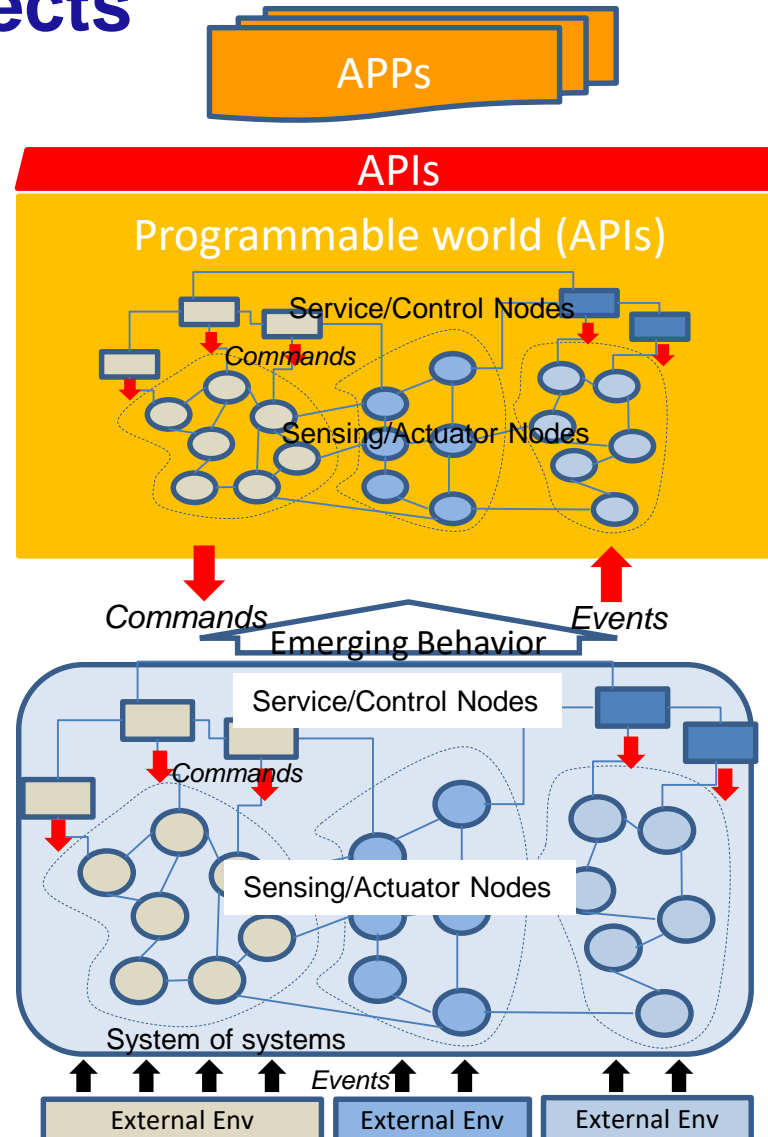 ects
APPs
APIs
Programmable world (APIs)
Service/Control Nodes
Commands
Sensing/Actuator Nodes
Commands
Events
Emerging Behavior
Service/Control Nodes
Commands
Sensing/Actuator Nodes
System of systems
Events
External Env
External Env
External Env